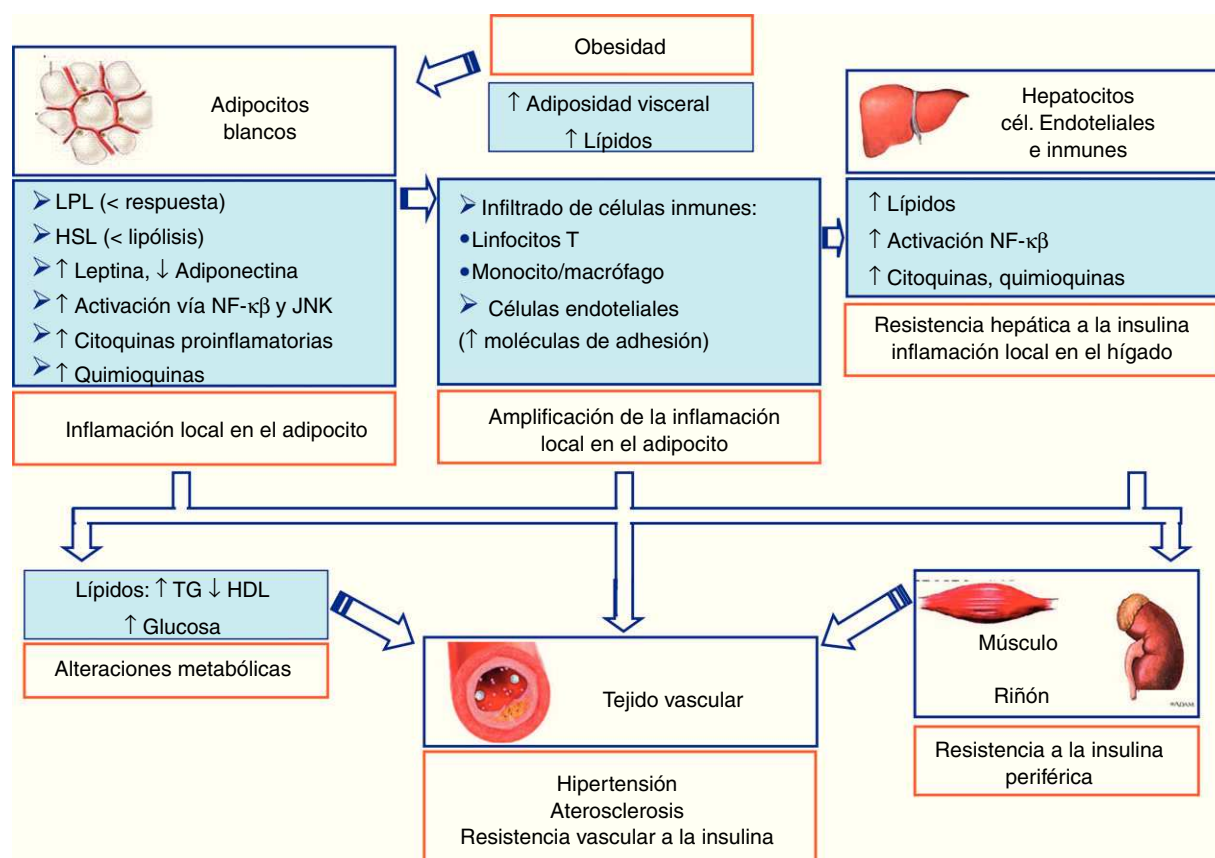 Obesidad
↑ Adiposidad visceral
↑ Lípidos
Adipocitos
blancos
➢ LPL (< respuesta)
➢ HSL (< lipólisis)
➢ ↑ Leptina, ↓ Adiponectina
➢ ↑ Activación vía NF-κβ y JNK
➢ ↑ Citoquinas proinflamatorias
➢ ↑ Quimioquinas
Inflamación local en el adipocito
➢ Infiltrado de células inmunes:
• Linfocitos T
• Monocito/macrófago
➢ Células endoteliales
(↑ moléculas de adhesión)
Amplificación de la inflamación
local en el adipocito
Hepatocitos
cél. Endoteliales
e inmunes
↑ Lípidos
↑ Activación NF-κβ
↑ Citoquinas, quimioquinas
Resistencia hepática a la insulina
inflamación local en el hígado
Lípidos: ↑ TG ↓ HDL
↑ Glucosa
Alteraciones metabólicas
Tejido vascular
Hipertensión
Aterosclerosis
Resistencia vascular a la insulina
Músculo
Riñón
®ADAM
Resistencia a la insulina
periférica